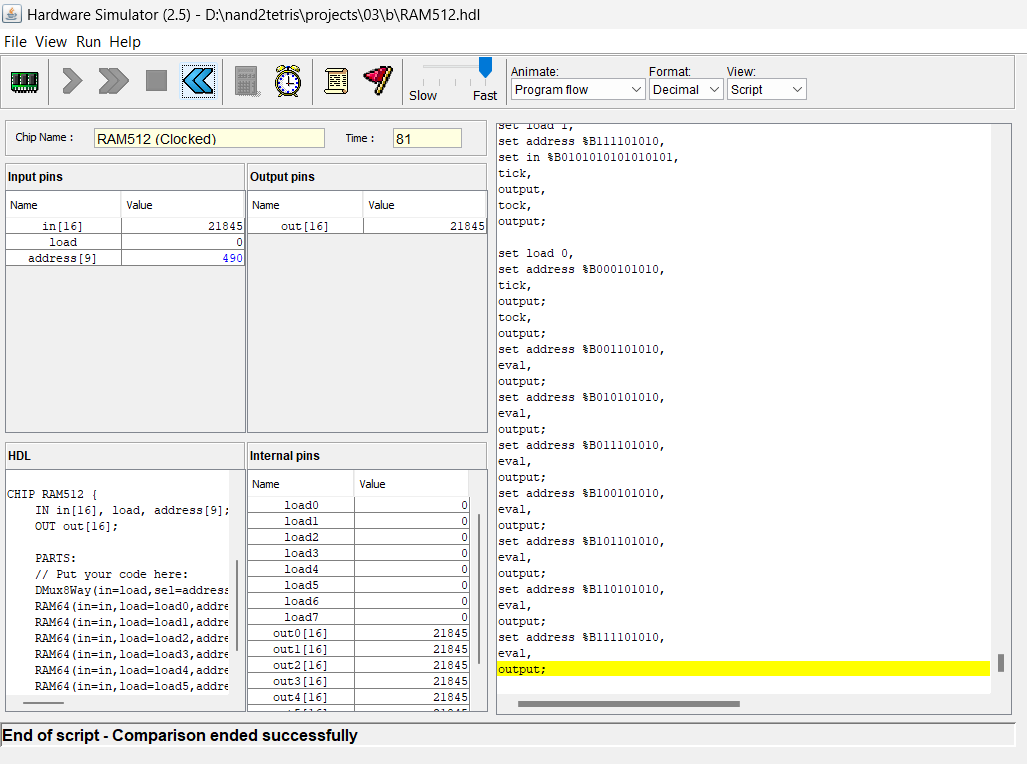 Hardware Simulator (2.5) - D:\nand2tetris\projects\03\b\RAM512.hdl
File View Run Help
Slow Fast
Animate: Format: View:
Program flow Decimal Script
Chip Name : RAM512 (Clocked) Time : 81
Input pins
Name Value
in[16] 21845
load 0
address[9] 490
Output pins
Name Value
out[16] 21845
HDL
CHIP RAM512 {
IN in[16], load, address[9];
OUT out[16];
PARTS:
// Put your code here:
DMux8Way(in=load,sel=address
RAM64(in=in,load=load0,addre
RAM64(in=in,load=load1,addre
RAM64(in=in,load=load2,addre
RAM64(in=in,load=load3,addre
RAM64(in=in,load=load4,addre
RAM64(in=in,load=load5,addre
Internal pins
Name Value
load0 0
load1 0
load2 0
load3 0
load4 0
load5 0
load6 0
load7 0
out0[16] 21845
out1[16] 21845
out2[16] 21845
out3[16] 21845
out4[16] 21845
set load 1,
set address %B111101010,
set in %B0101010101010101,
tick,
output,
tock,
output;
set load 0,
set address %B000101010,
tick,
output;
tock,
output;
set address %B001101010,
eval,
output;
set address %B010101010,
eval,
output;
set address %B011101010,
eval,
output;
set address %B100101010,
eval,
output;
set address %B101101010,
eval,
output;
set address %B110101010,
eval,
output;
set address %B111101010,
eval,
output;
End of script - Comparison ended successfully